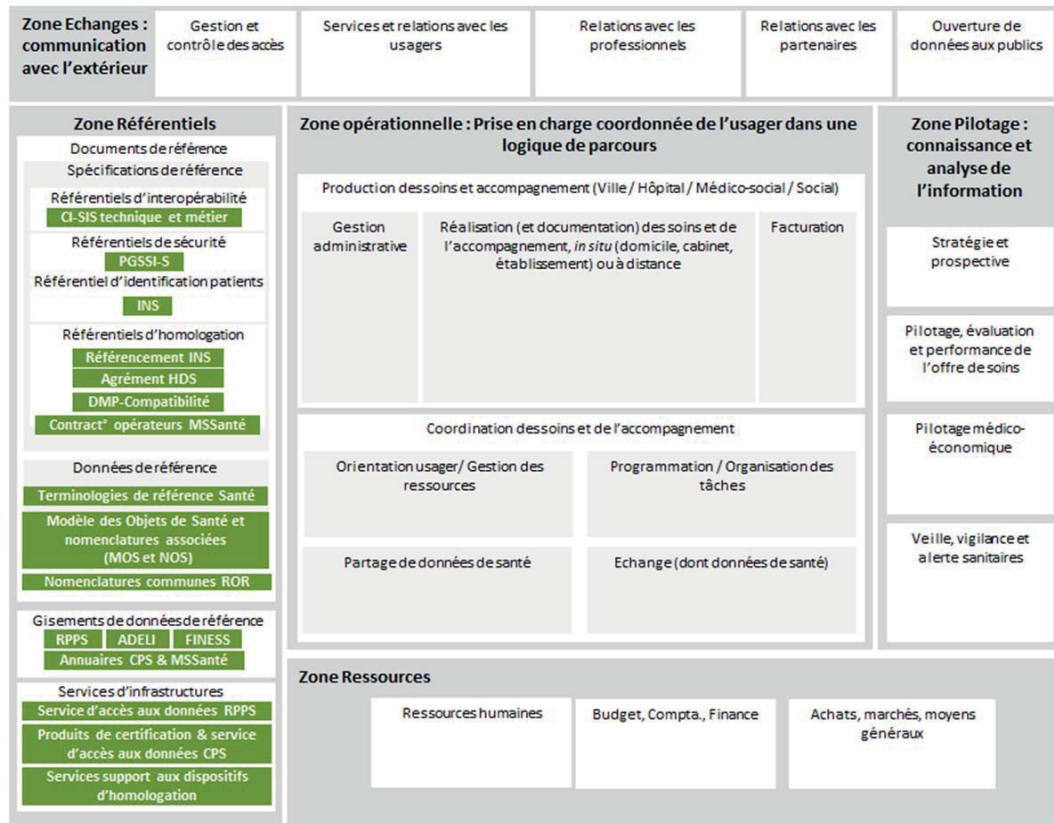 Zone Echanges :
communication
avec l'extérieur
Gestion et
contrôle des accès
Services et relations avec les
usagers
Relations avec les
professionnels
Relations avec les
partenaires
Ouverture de
données aux publics
Zone Référentiels
Documents de référence
Spécifications de référence
Référentiels d'interopérabilité
CI-SIS technique et métier
Référentiels de sécurité
PGSSI-S
Référentiel d'identification patients
INS
Référentiels d'homologation
Référencement INS
Agrément HDS
DMP-Compatibilité
Contract° opérateurs MSSanté
Données de référence
Terminologies de référence Santé
Modèle des Objets de Santé et
nomenclatures associées
(MOS et NOS)
Nomenclatures communes ROR
Gisements de données de référence
RPPS ADELI FINESS
Annuaires CPS & MSSanté
Services d'infrastructures
Service d'accès aux données RPPS
Produits de certification & service
d'accès aux données CPS
Services support aux dispositifs
d'homologation
Zone opérationnelle : Prise en charge coordonnée de l'usager dans une
logique de parcours
Production des soins et accompagnement (Ville / Hôpital / Médico-social / Social)
Gestion
administrative
Réalisation (et documentation) des soins et de
l'accompagnement, in situ (domicile, cabinet,
établissement) ou à distance
Facturation
Coordination des soins et de l'accompagnement
Orientation usager/ Gestion des
ressources
Programmation / Organisation des
tâches
Partage de données de santé
Echange (dont données de santé)
Zone Pilotage :
connaissance et
analyse de
l'information
Stratégie et
prospective
Pilotage, évaluation
et performance de
l'offre de soins
Pilotage médico-
économique
Veille, vigilance et
alerte sanitaires
Zone Ressources
Ressources humaines
Budget, Compta., Finance
Achats, marchés, moyens
généraux